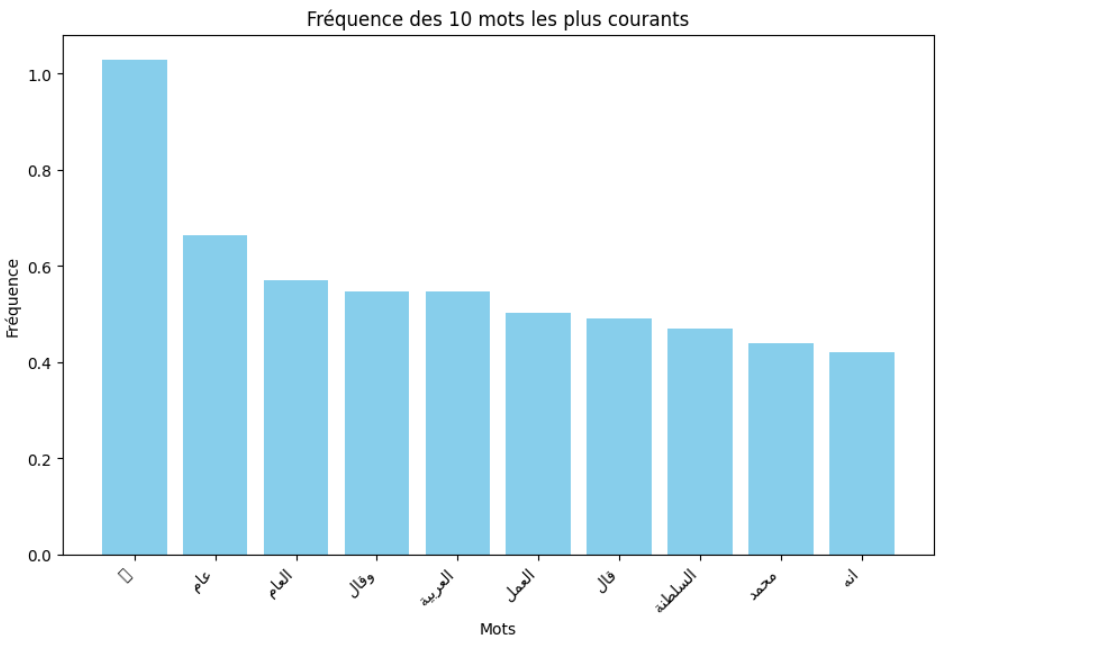 Fréquence des 10 mots les plus courants
Fréquence
1.0
0.8
0.6
0.4
0.2
0.0
عام
العام
وقال
العربية
العمل
قال
السلطنة
محمد
انه
Mots